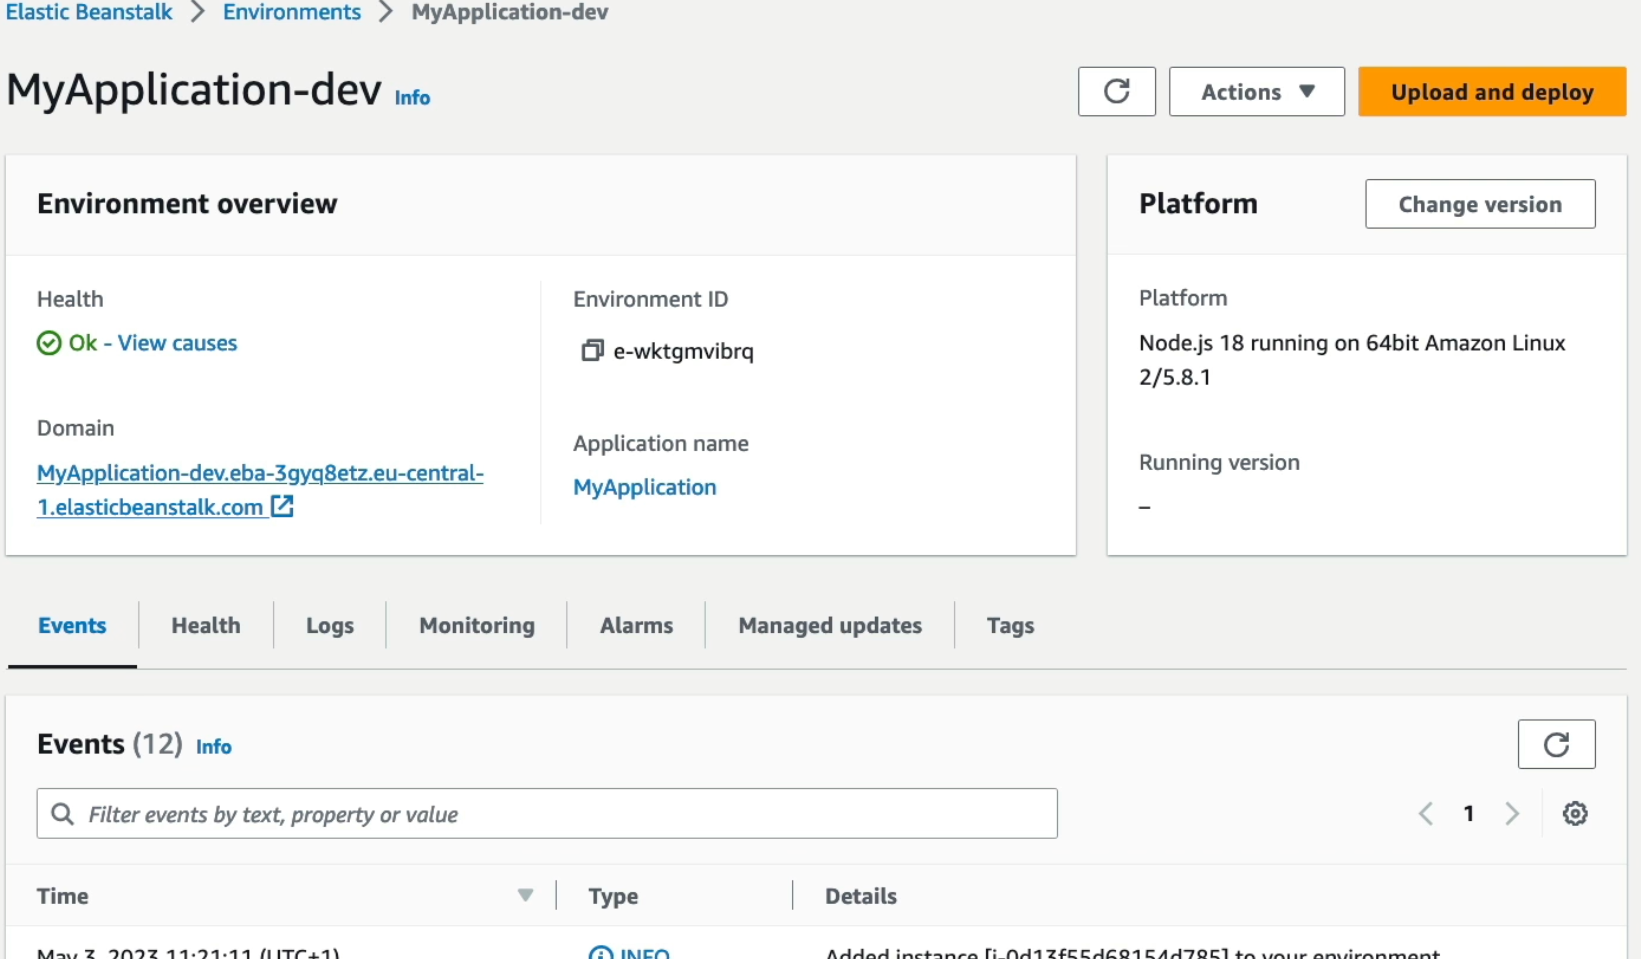 Elastic Beanstalk > Environments > MyApplication-dev
MyApplication-dev Info
Actions ▼
Upload and deploy
Environment overview
Health
Ok - View causes
Domain
MyApplication-dev.eba-3gyq8etz.eu-central-
1.elasticbeanstalk.com
Environment ID
e-wktgmvibrq
Application name
MyApplication
Platform
Change version
Platform
Node.js 18 running on 64bit Amazon Linux
2/5.8.1
Running version
–
Events Health Logs Monitoring Alarms Managed updates Tags
Events (12) Info
Filter events by text, property or value
< 1 >
Time ▼ Type Details
May 3, 2023 11:21:11 (UTC+1) INFO Added instance [i-0d13f55d68154d785] to your environment.